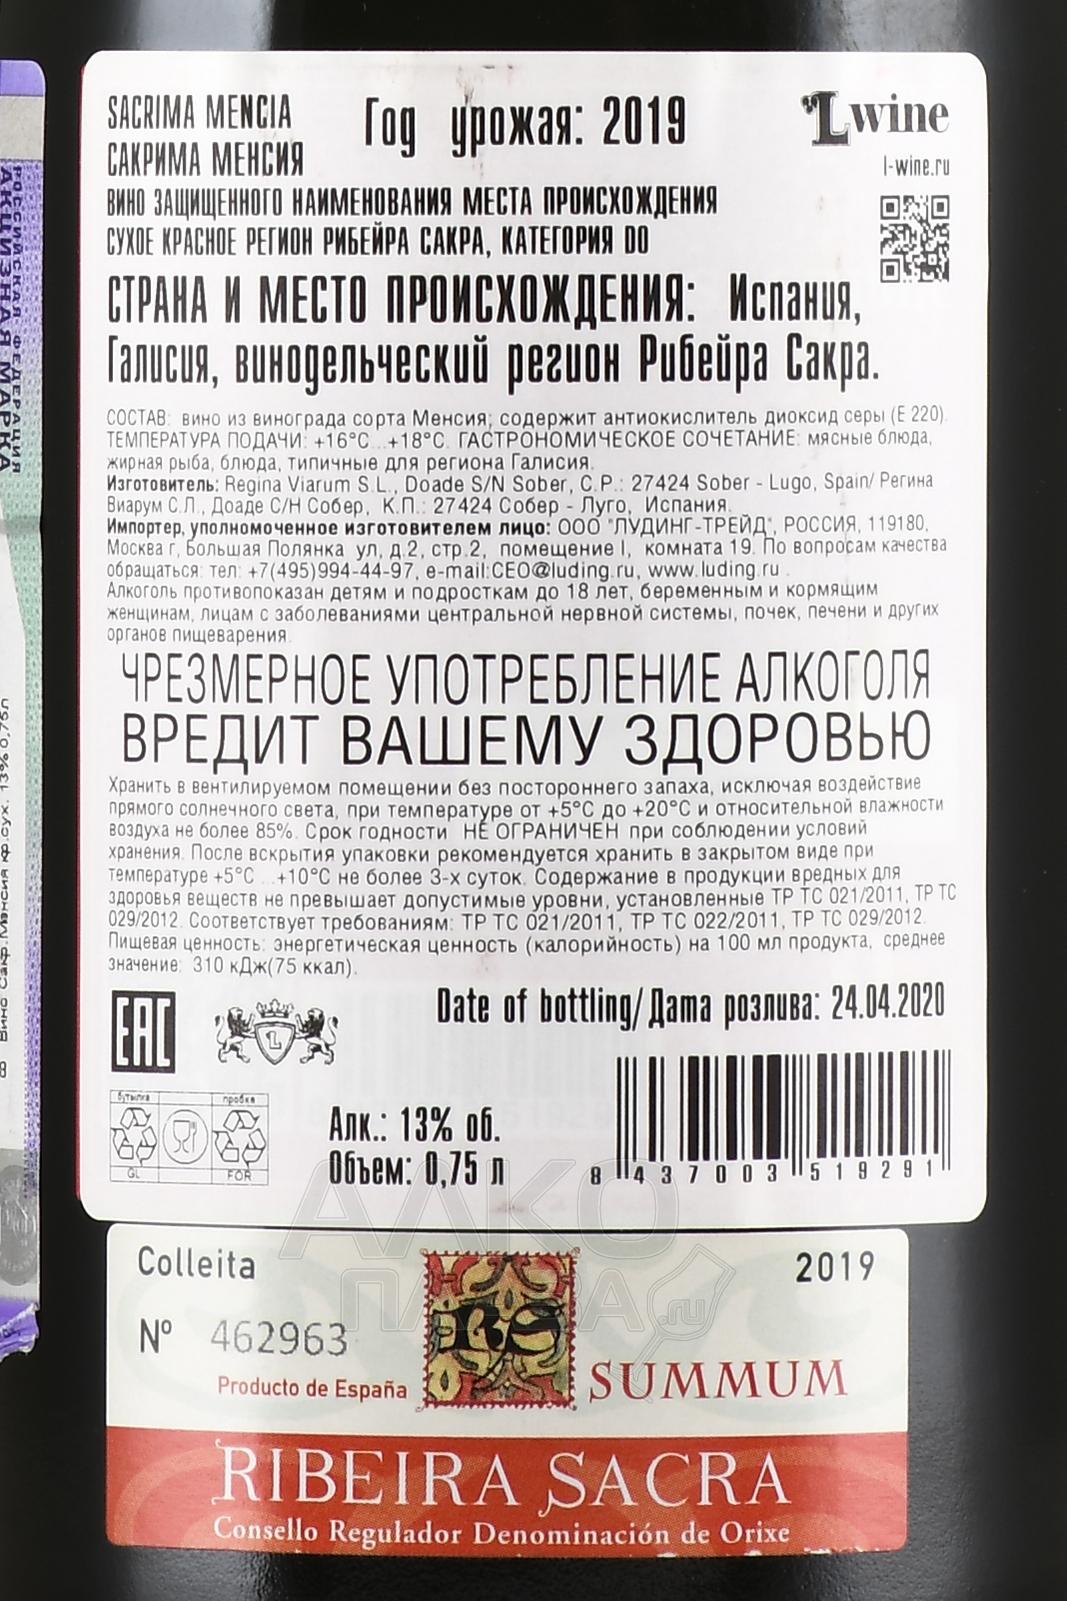 SACRIMA MENCIA
САКРИМА МЕНСИЯ
Год урожая: 2019
Lwine
l-wine.ru
ВИНО ЗАЩИЩЕННОГО НАИМЕНОВАНИЯ МЕСТА ПРОИСХОЖДЕНИЯ
СУХОЕ КРАСНОЕ РЕГИОН РИБЕЙРА САКРА, КАТЕГОРИЯ DO
СТРАНА И МЕСТО ПРОИСХОЖДЕНИЯ: Испания,
Галисия, винодельческий регион Рибейра Сакра.
СОСТАВ: вино из винограда сорта Менсия; содержит антиокислитель диоксид серы (Е 220).
ТЕМПЕРАТУРА ПОДАЧИ: +16°С...+18°С. ГАСТРОНОМИЧЕСКОЕ СОЧЕТАНИЕ: мясные блюда,
жирная рыба, блюда, типичные для региона Галисия.
Изготовитель: Regina Viarum S.L., Doade S/N Sober, C.P.: 27424 Sober - Lugo, Spain/ Регина
Виарум С.Л., Доаде С/Н Собер, К.П.: 27424 Собер - Луго, Испания.
Импортер, уполномоченное изготовителем лицо: ООО "ЛУДИНГ-ТРЕЙД", РОССИЯ, 119180,
Москва г, Большая Полянка ул, д.2, стр.2, помещение I, комната 19. По вопросам качества
обращаться: тел: +7(495)994-44-97, e-mail:CEO@luding.ru, www.luding.ru .
Алкоголь противопоказан детям и подросткам до 18 лет, беременным и кормящим
женщинам, лицам с заболеваниями центральной нервной системы, почек, печени и других
органов пищеварения.
ЧРЕЗМЕРНОЕ УПОТРЕБЛЕНИЕ АЛКОГОЛЯ
ВРЕДИТ ВАШЕМУ ЗДОРОВЬЮ
Хранить в вентилируемом помещении без постороннего запаха, исключая воздействие
прямого солнечного света, при температуре от +5°С до +20°С и относительной влажности
воздуха не более 85%. Срок годности НЕ ОГРАНИЧЕН при соблюдении условий
хранения. После вскрытия упаковки рекомендуется хранить в закрытом виде при
температуре +5°С ...+10°С не более 3-х суток. Содержание в продукции вредных для
здоровья веществ не превышает допустимые уровни, установленные ТР ТС 021/2011, ТР ТС
029/2012. Соответствует требованиям: ТР ТС 021/2011, ТР ТС 022/2011, ТР ТС 029/2012.
Пищевая ценность: энергетическая ценность (калорийность) на 100 мл продукта, среднее
значение: 310 кДж(75 ккал).
EAC
L
Date of bottling/ Дата розлива: 24.04.2020
бутылка
пробка
GL
FOR
Алк.: 13% об.
Объем: 0,75 л
8 437003 519291
Colleita
2019
Nº 462963
Producto de España
RS
SUMMUM
RIBEIRA SACRA
Consello Regulador Denominación de Orixe
АЛКО
ПАРКА.ru
РОССИЙСКАЯ ФЕДЕРАЦИЯ
АКЦИЗНАЯ МАРКА